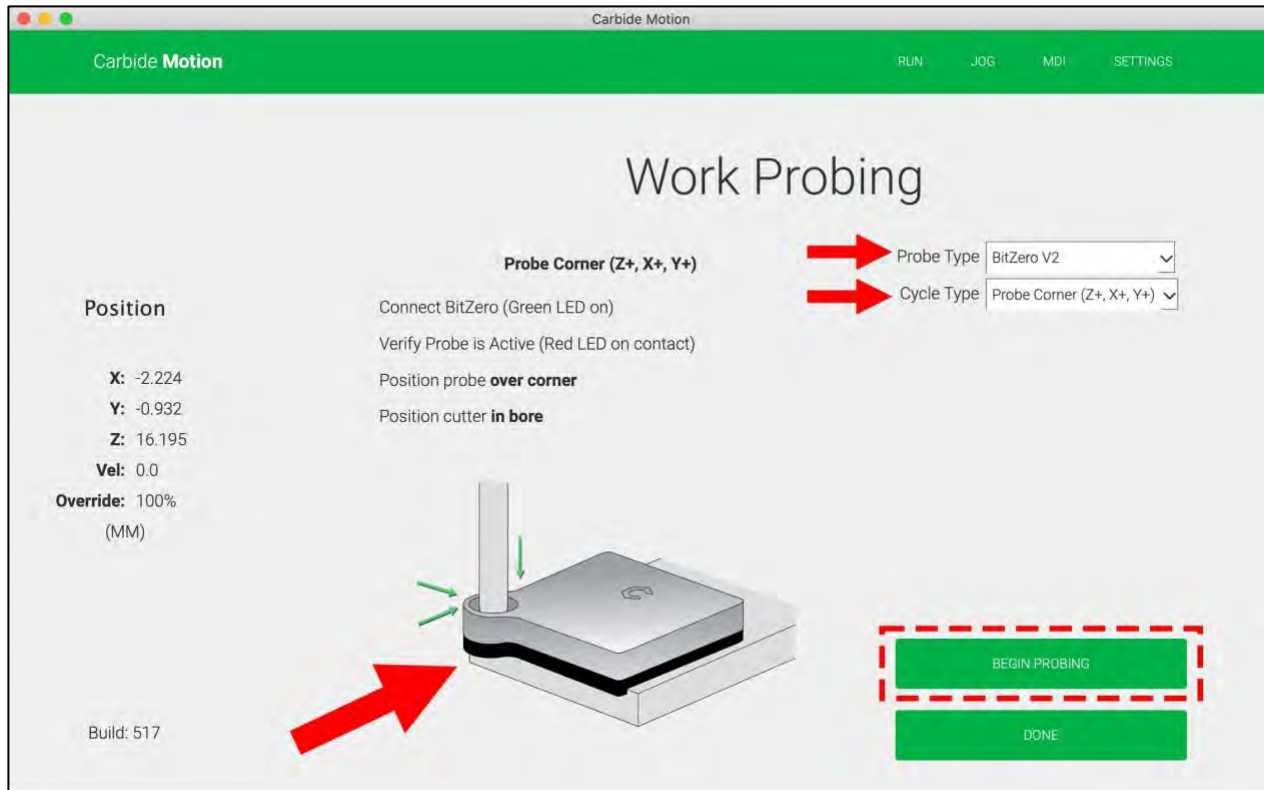 Carbide Motion
Carbide Motion
RUN JOG MDI SETTINGS
Work Probing
Probe Corner (Z+, X+, Y+)
Probe Type BitZero V2
Cycle Type Probe Corner (Z+, X+, Y+)
Connect BitZero (Green LED on)
Verify Probe is Active (Red LED on contact)
Position probe over corner
Position cutter in bore
Position
X: -2.224
Y: -0.932
Z: 16.195
Vel: 0.0
Override: 100%
(MM)
BEGIN PROBING
DONE
Build: 517